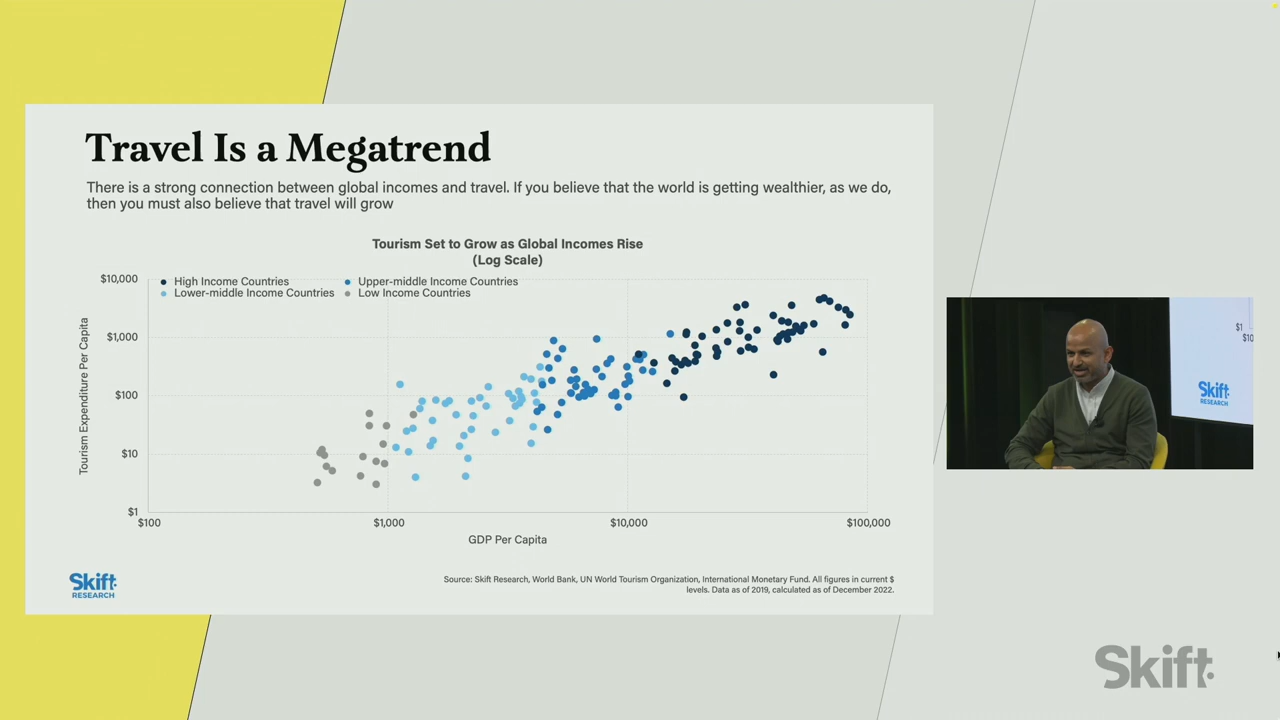 Travel Is a Megatrend
There is a strong connection between global incomes and travel. If you believe that the world is getting wealthier, as we do,
then you must also believe that travel will grow
Tourism Set to Grow as Global Incomes Rise
(Log Scale)
High Income Countries
Upper-middle Income Countries
Lower-middle Income Countries
Low Income Countries
Tourism Expenditure Per Capita
$10,000
$1,000
$100
$10
$1
$100
$1,000
$10,000
$100,000
GDP Per Capita
Skift
RESEARCH
Source: Skift Research, World Bank, UN World Tourism Organization, International Monetary Fund. All figures in current $
levels. Data as of 2019, calculated as of December 2022.
$1
$10
Skift
RESEARCH
Skift